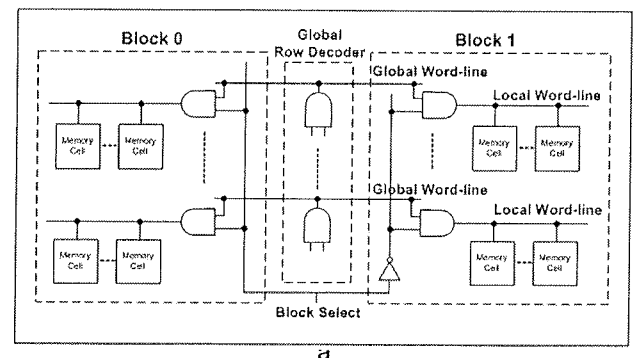 Block 0
Global
Row Decoder
Block 1
Global Word-line
Local Word-line
Memory
Cell
Memory
Cell
Memory
Cell
Memory
Cell
Global Word-line
Local Word-line
Memory
Cell
Memory
Cell
Memory
Cell
Memory
Cell
Block Select
a